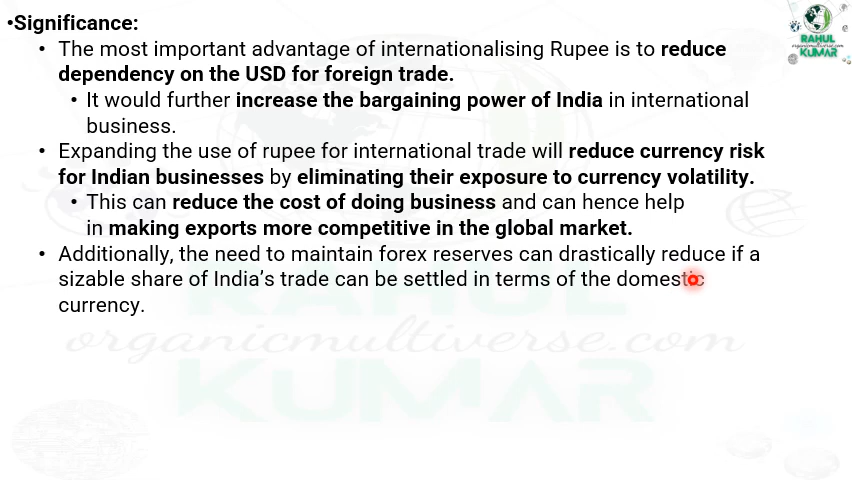 •Significance:
• The most important advantage of internationalising Rupee is to reduce
dependency on the USD for foreign trade.
• It would further increase the bargaining power of India in international
business.
• Expanding the use of rupee for international trade will reduce currency risk
for Indian businesses by eliminating their exposure to currency volatility.
• This can reduce the cost of doing business and can hence help
in making exports more competitive in the global market.
• Additionally, the need to maintain forex reserves can drastically reduce if a
sizable share of India’s trade can be settled in terms of the domestic
currency.
RAHUL
organicmultiverse.com
KUMAR
RAHUL
organicmultiverse.com
KUMAR